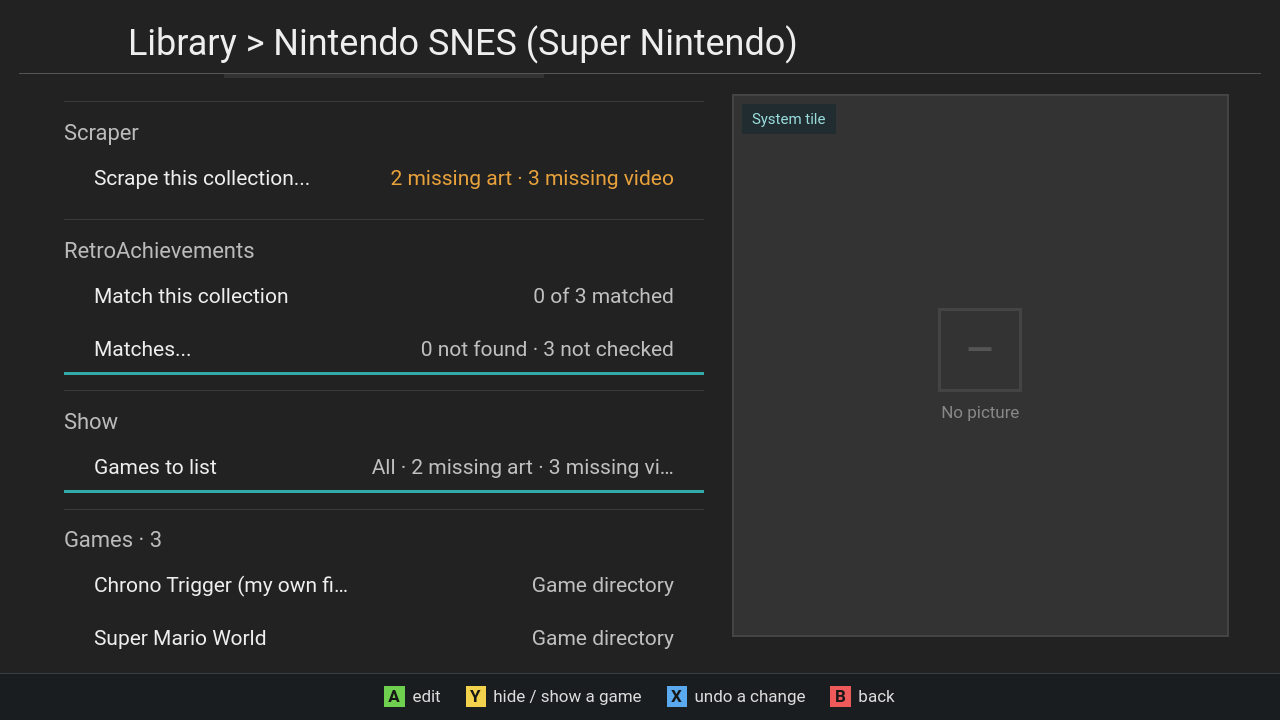 Library > Nintendo SNES (Super Nintendo)
Scraper
Scrape this collection... 2 missing art · 3 missing video
RetroAchievements
Match this collection 0 of 3 matched
Matches... 0 not found · 3 not checked
Show
Games to list All · 2 missing art · 3 missing vi...
Games · 3
Chrono Trigger (my own fi... Game directory
Super Mario World Game directory
System tile
No picture
A edit Y hide / show a game X undo a change B back